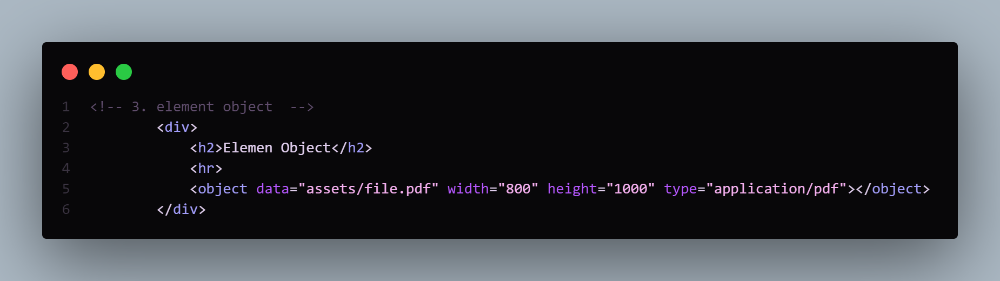 1 <!-- 3. element object  -->
2         <div>
3             <h2>Elemen Object</h2>
4             <hr>
5             <object data="assets/file.pdf" width="800" height="1000" type="application/pdf"></object>
6         </div>